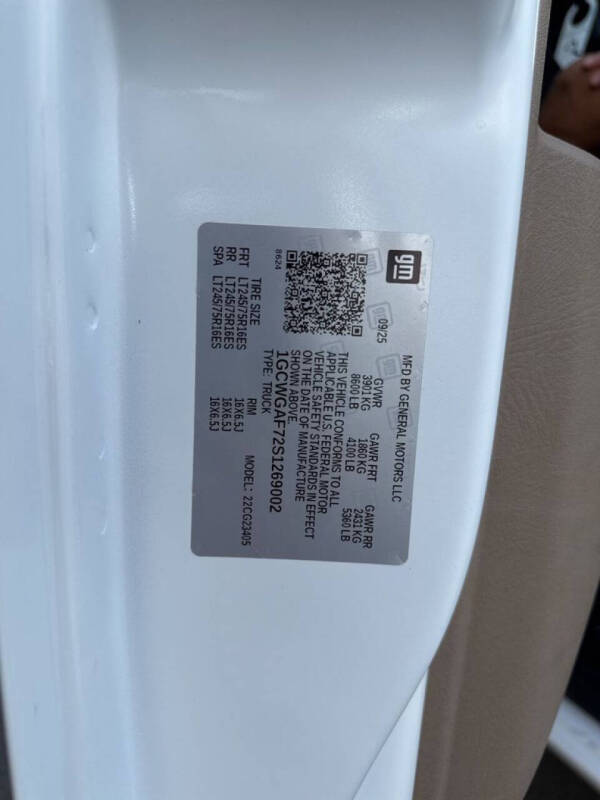 gm
MFD BY GENERAL MOTORS LLC
09/25
GVWR GAWR FRT GAWR RR
3901 KG 1860 KG 2431 KG
8600 LB 4100 LB 5360 LB
THIS VEHICLE CONFORMS TO ALL
APPLICABLE U.S. FEDERAL MOTOR
VEHICLE SAFETY STANDARDS IN EFFECT
ON THE DATE OF MANUFACTURE
SHOWN ABOVE.
8624
1GCWGAF72S1269002
TYPE: TRUCK MODEL: 22CG23405
TIRE SIZE RIM
FRT LT245/75R16ES 16X6.5J
RR LT245/75R16ES 16X6.5J
SPA LT245/75R16ES 16X6.5J